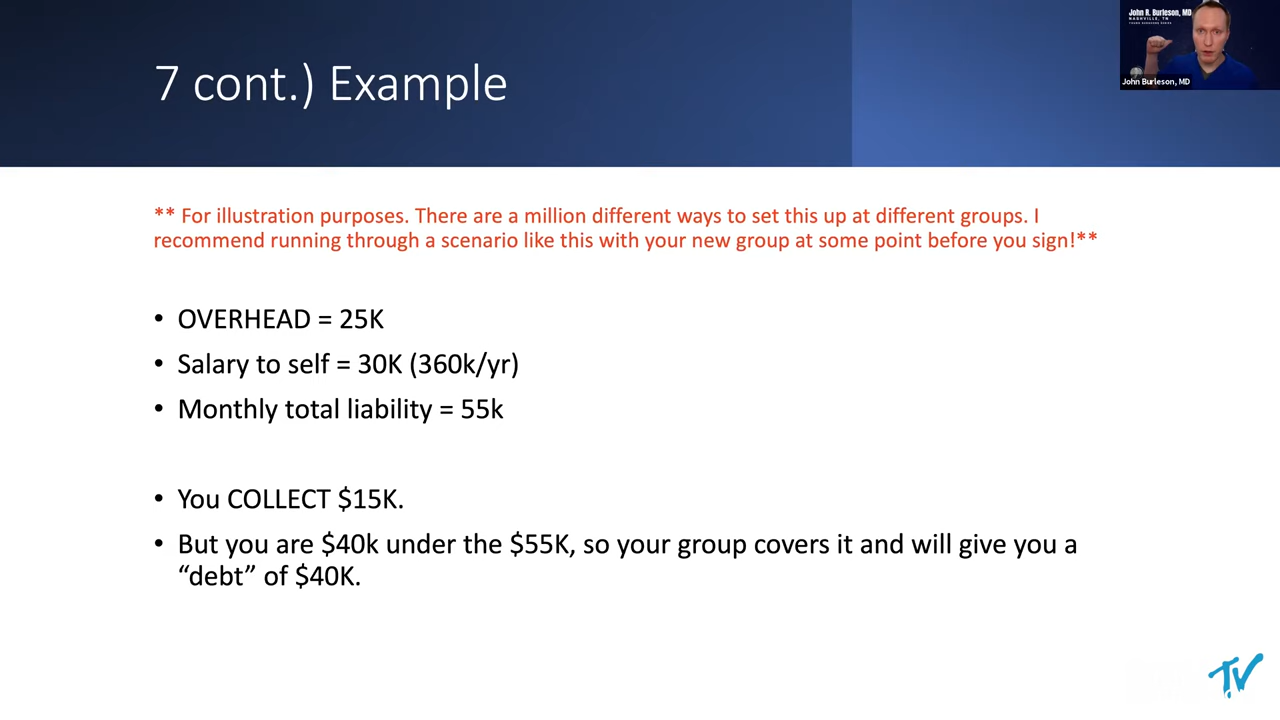 John R. Burleson, MD
NASHVILLE, TN
John Burleson, MD
7 cont.) Example
** For illustration purposes. There are a million different ways to set this up at different groups. I
recommend running through a scenario like this with your new group at some point before you sign!**
• OVERHEAD = 25K
• Salary to self = 30K (360k/yr)
• Monthly total liability = 55k
• You COLLECT $15K.
• But you are $40k under the $55K, so your group covers it and will give you a
“debt” of $40K.
TV